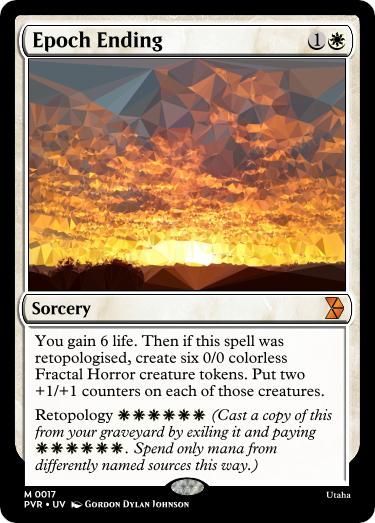 Epoch Ending 1
Sorcery
You gain 6 life. Then if this spell was
retopologised, create six 0/0 colorless
Fractal Horror creature tokens. Put two
+1/+1 counters on each of those creatures.
Retopology (Cast a copy of this
from your graveyard by exiling it and paying
. Spend only mana from
differently named sources this way.)
M 0017
Utaha
PVR • UV Gordon Dylan Johnson